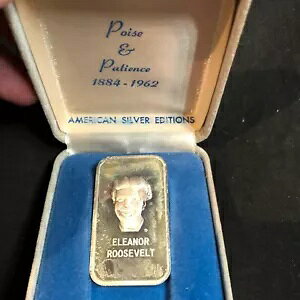 Poise
&
Patience
1884-1962
AMERICAN SILVER EDITIONS
ELEANOR
ROOSEVELT